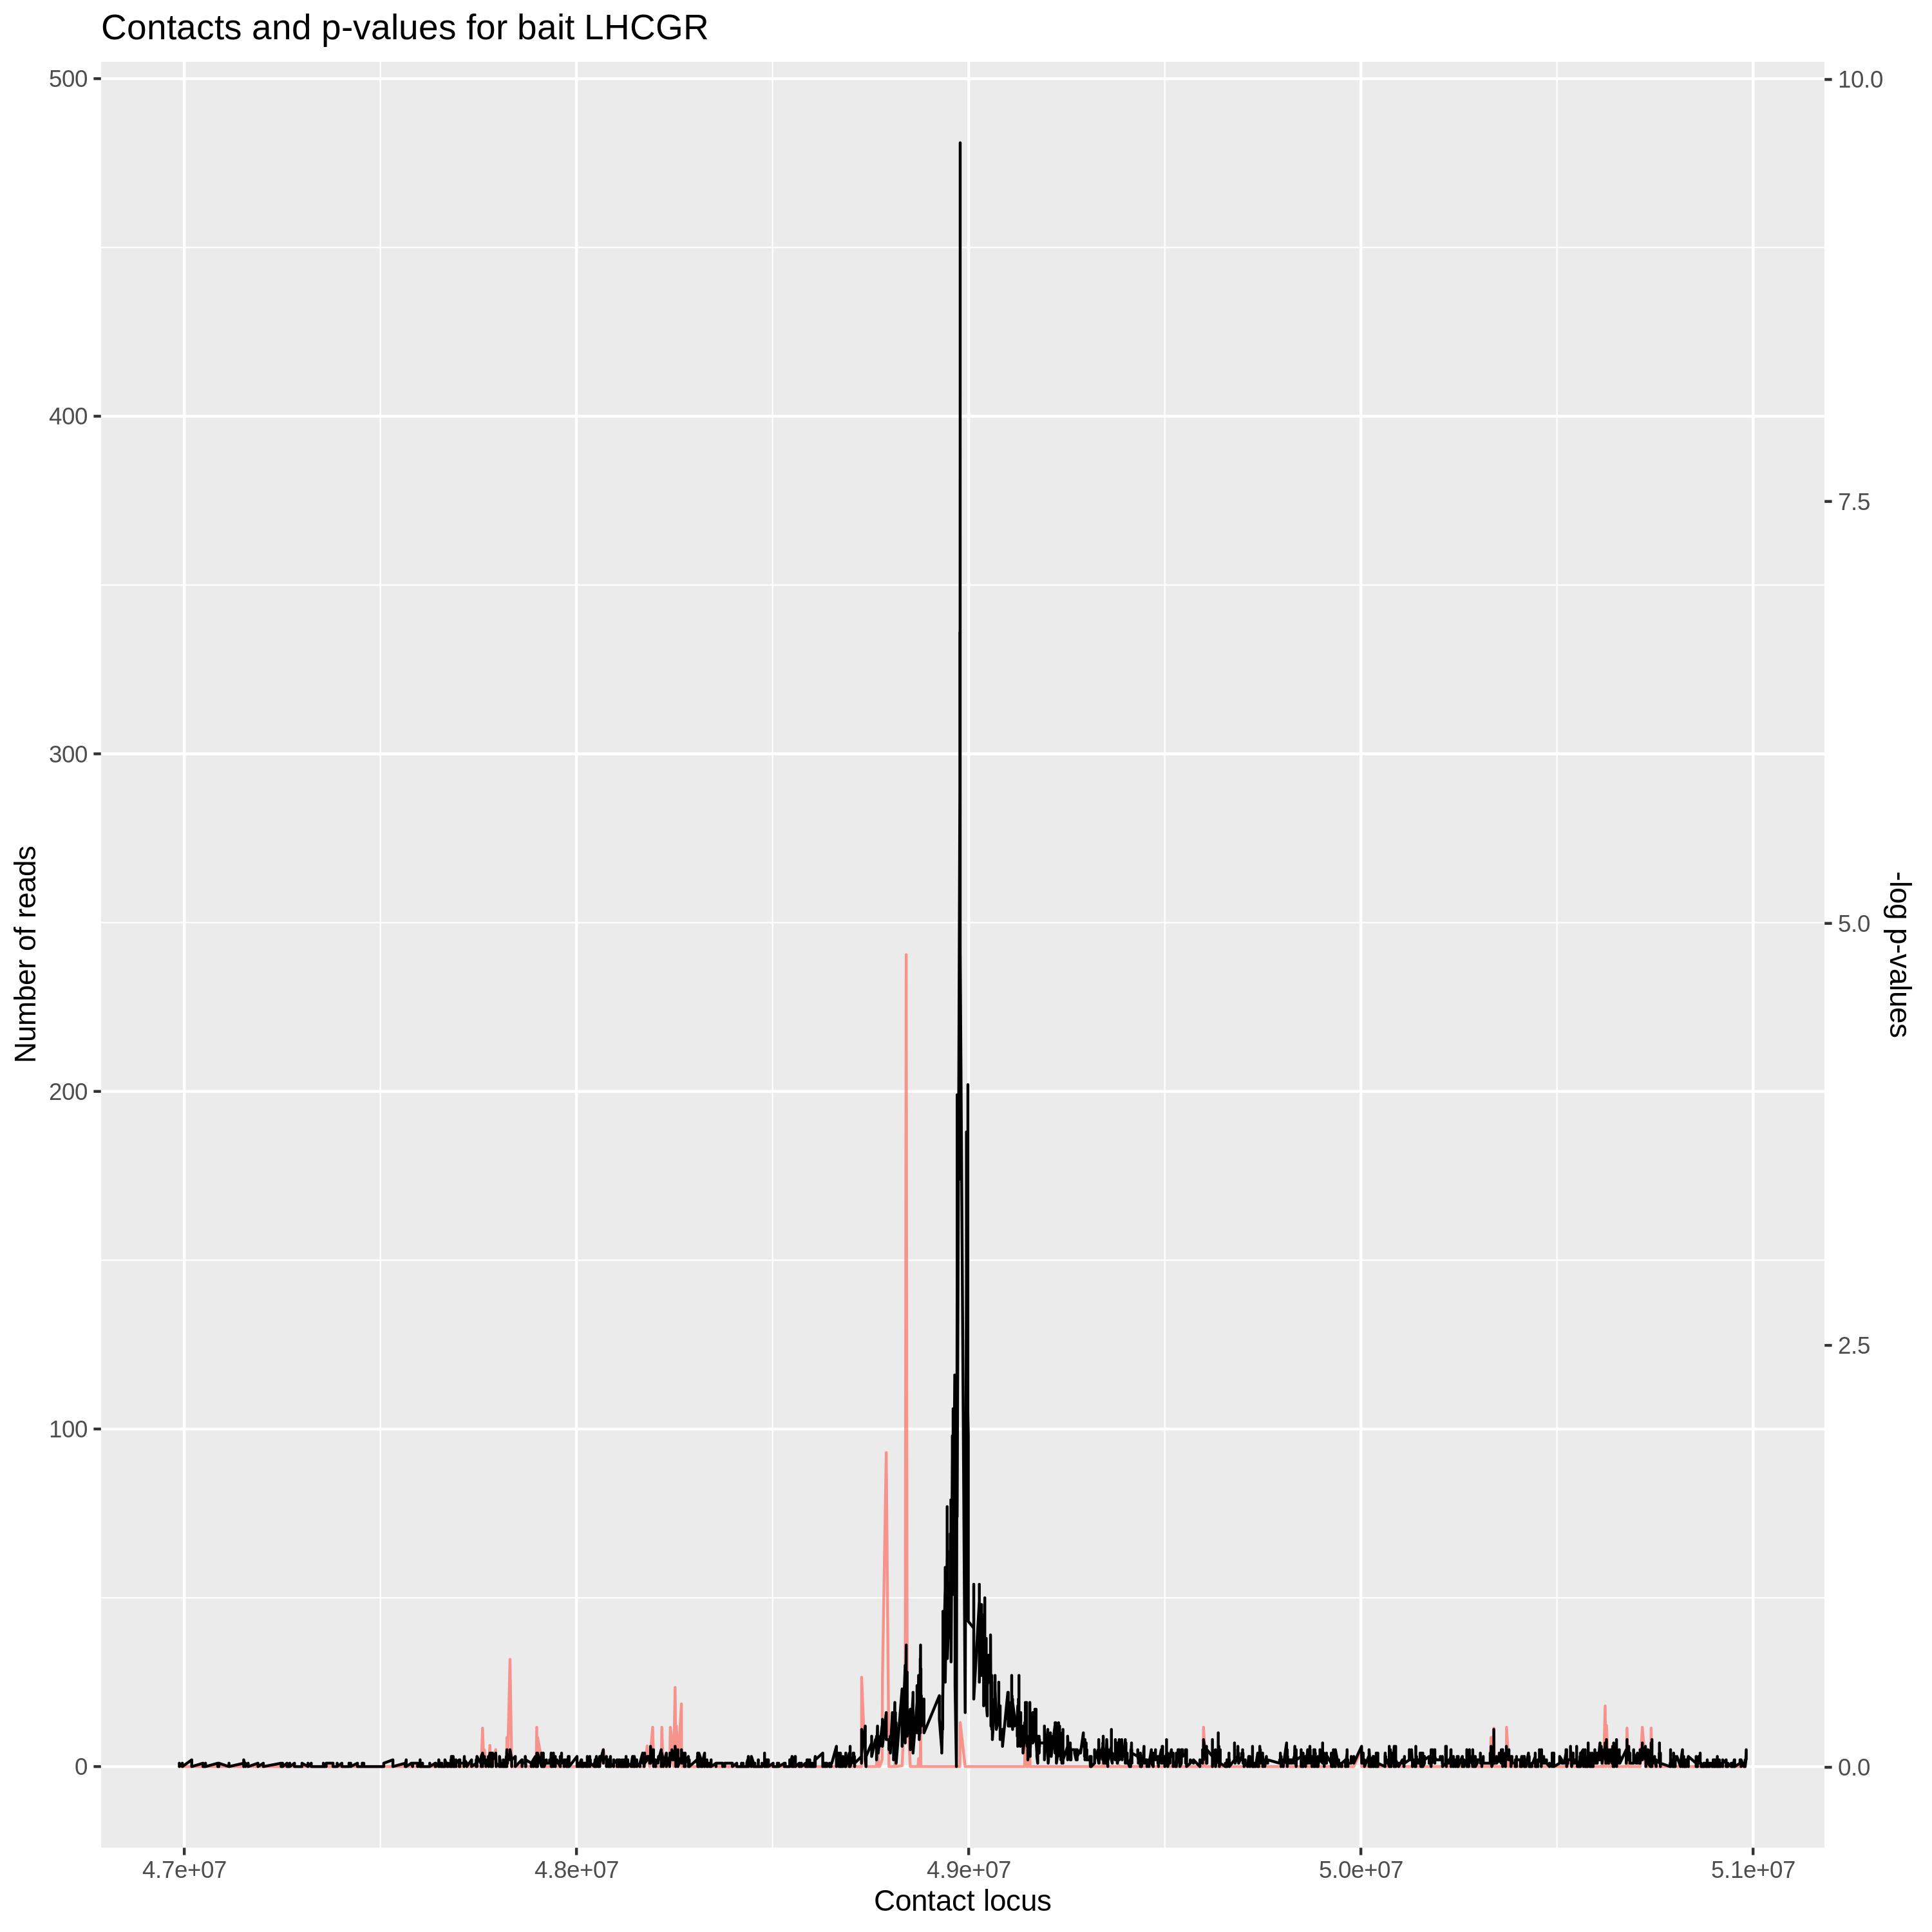 Contacts and p-values for bait LHCGR
500
400
300
200
100
0
Number of reads
10.0
7.5
5.0
2.5
0.0
-log p-values
4.7e+07
4.8e+07
4.9e+07
5.0e+07
5.1e+07
Contact locus